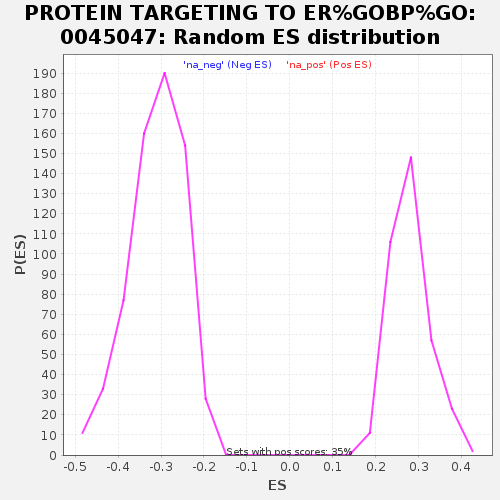 PROTEIN TARGETING TO ER%GOBP%GO:
0045047: Random ES distribution
'na_neg' (Neg ES) 'na_pos' (Pos ES)
190
180
170
160
150
140
130
120
110
100
90
80
70
60
50
40
30
20
10
0
P(ES)
Sets with pos scores: 35%
-0.5 -0.4 -0.3 -0.2 -0.1 0.0 0.1 0.2 0.3 0.4
ES